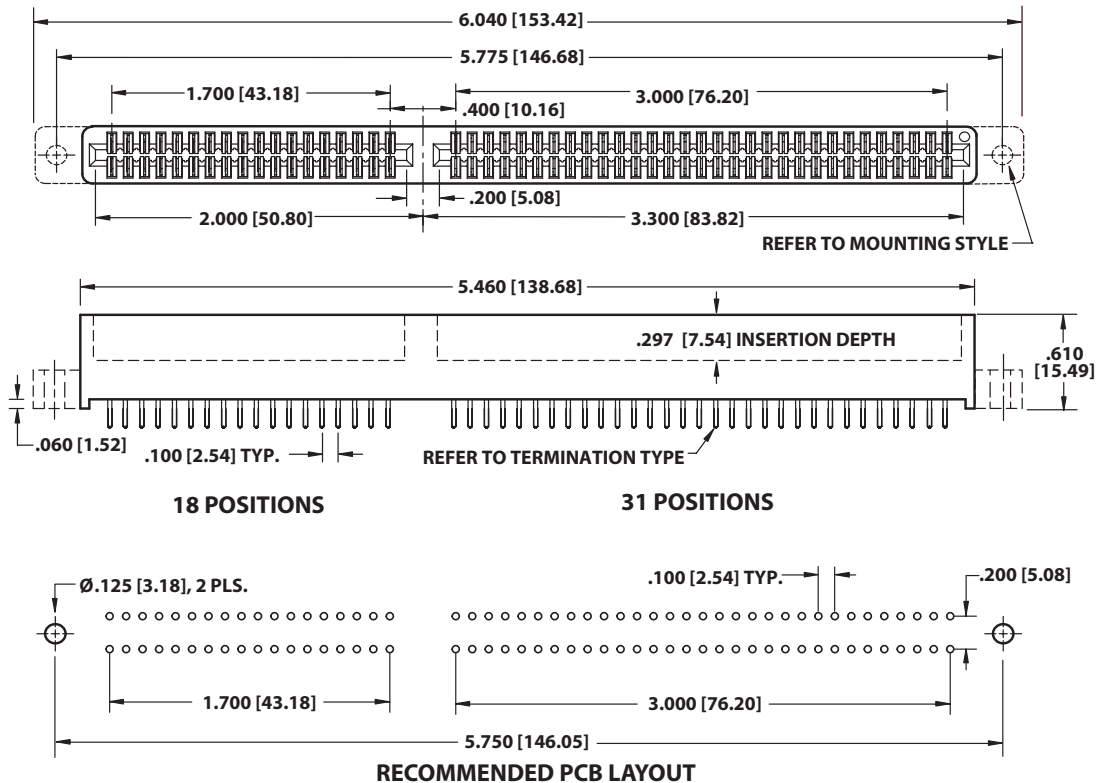 6.040 [153.42]
5.775 [146.68]
1.700 [43.18]
3.000 [76.20]
.400 [10.16]
.200 [5.08]
2.000 [50.80]
3.300 [83.82]
REFER TO MOUNTING STYLE
5.460 [138.68]
.297 [7.54] INSERTION DEPTH
.610
[15.49]
.060 [1.52]
.100 [2.54] TYP.
REFER TO TERMINATION TYPE
18 POSITIONS
31 POSITIONS
Ø.125 [3.18], 2 PLS.
.100 [2.54] TYP.
.200 [5.08]
1.700 [43.18]
3.000 [76.20]
5.750 [146.05]
RECOMMENDED PCB LAYOUT